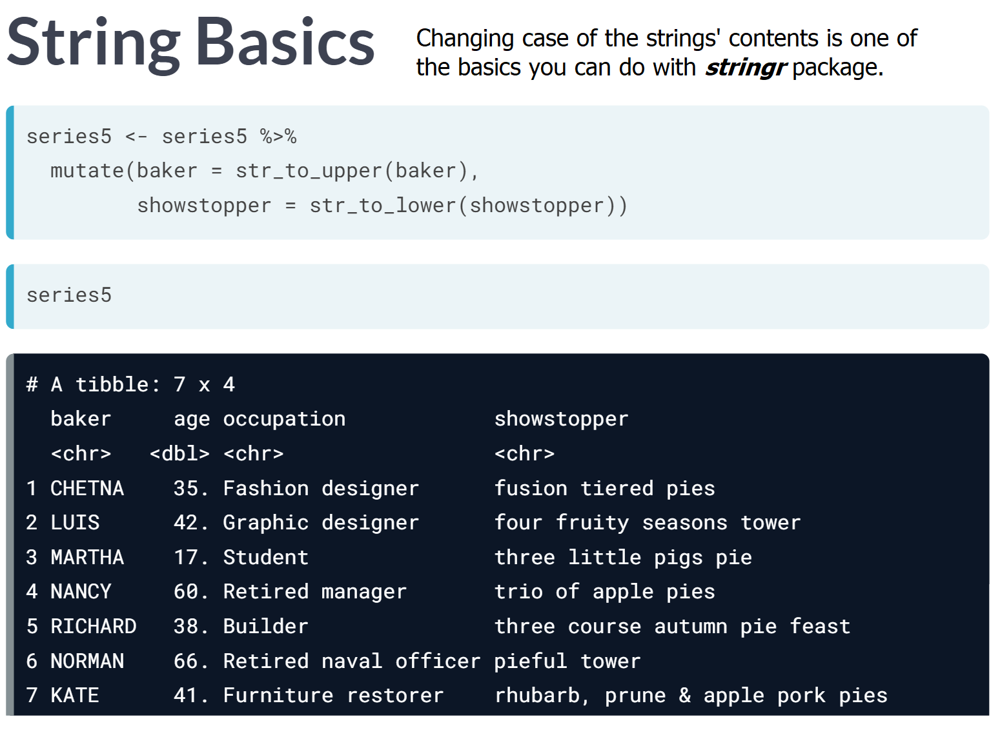 String Basics
Changing case of the strings' contents is one of
the basics you can do with stringr package.
series5 <- series5 %>%
  mutate(baker = str_to_upper(baker),
         showstopper = str_to_lower(showstopper))
series5
# A tibble: 7 x 4
  baker     age occupation            showstopper
  <chr>   <dbl> <chr>                 <chr>
1 CHETNA    35. Fashion designer      fusion tiered pies
2 LUIS      42. Graphic designer      four fruity seasons tower
3 MARTHA    17. Student               three little pigs pie
4 NANCY     60. Retired manager       trio of apple pies
5 RICHARD   38. Builder               three course autumn pie feast
6 NORMAN    66. Retired naval officer pieful tower
7 KATE      41. Furniture restorer    rhubarb, prune & apple pork pies